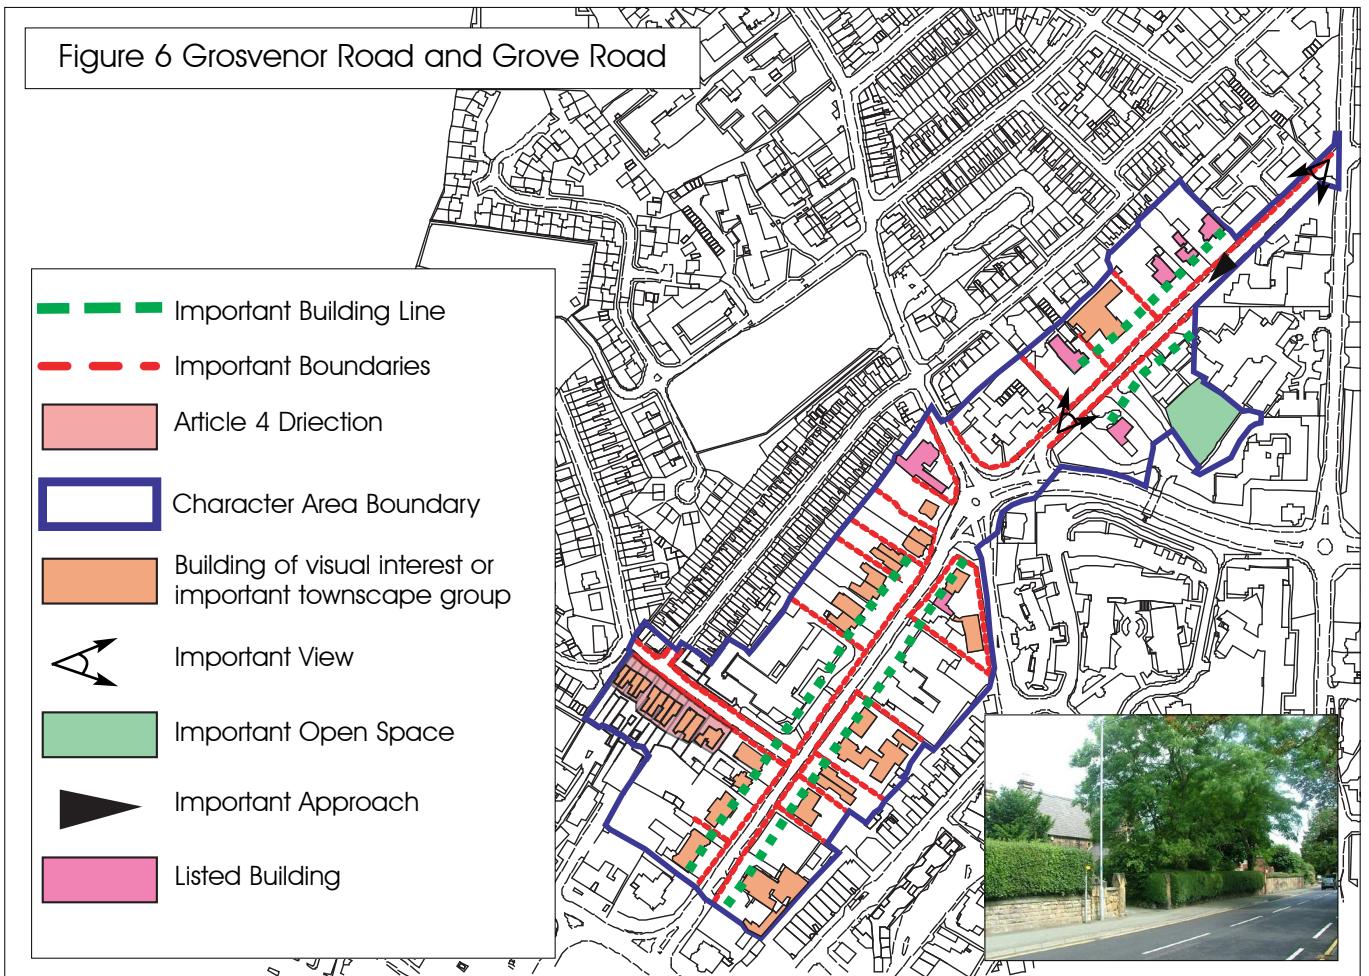 Figure 6 Grosvenor Road and Grove Road
Important Building Line
Important Boundaries
Article 4 Driection
Character Area Boundary
Building of visual interest or
important townscape group
Important View
Important Open Space
Important Approach
Listed Building